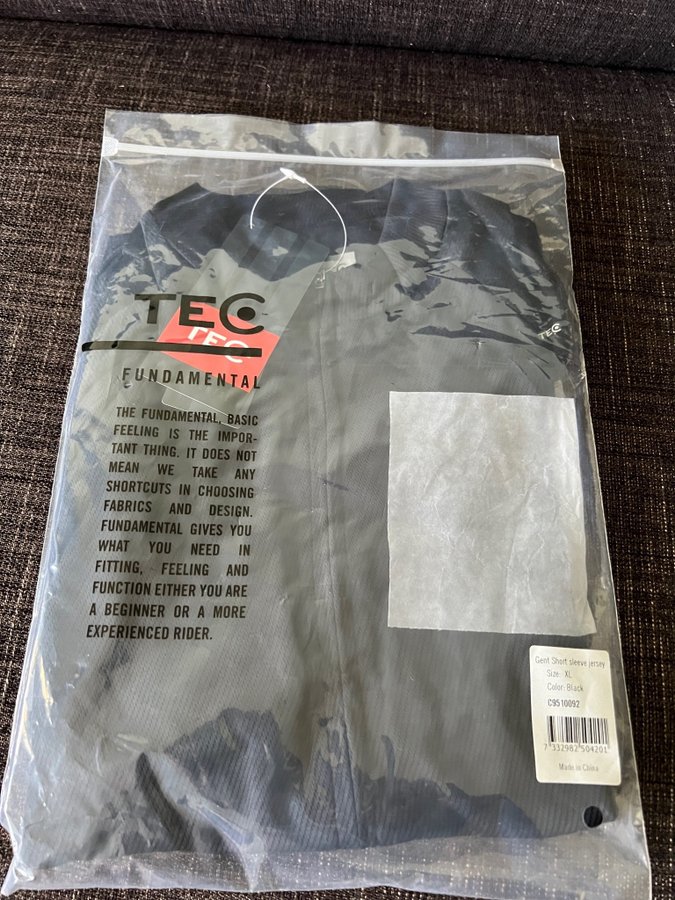 TEC
TEC
TEC
FUNDAMENTAL
THE FUNDAMENTAL, BASIC
FEELING IS THE IMPOR-
TANT THING. IT DOES NOT
MEAN WE TAKE ANY
SHORTCUTS IN CHOOSING
FABRICS AND DESIGN.
FUNDAMENTAL GIVES YOU
WHAT YOU NEED IN
FITTING, FEELING AND
FUNCTION EITHER YOU ARE
A BEGINNER OR A MORE
EXPERIENCED RIDER.
Gent Short sleeve jersey
Size: XL
Color: Black
C9510092
7 332982 504201
Made in China